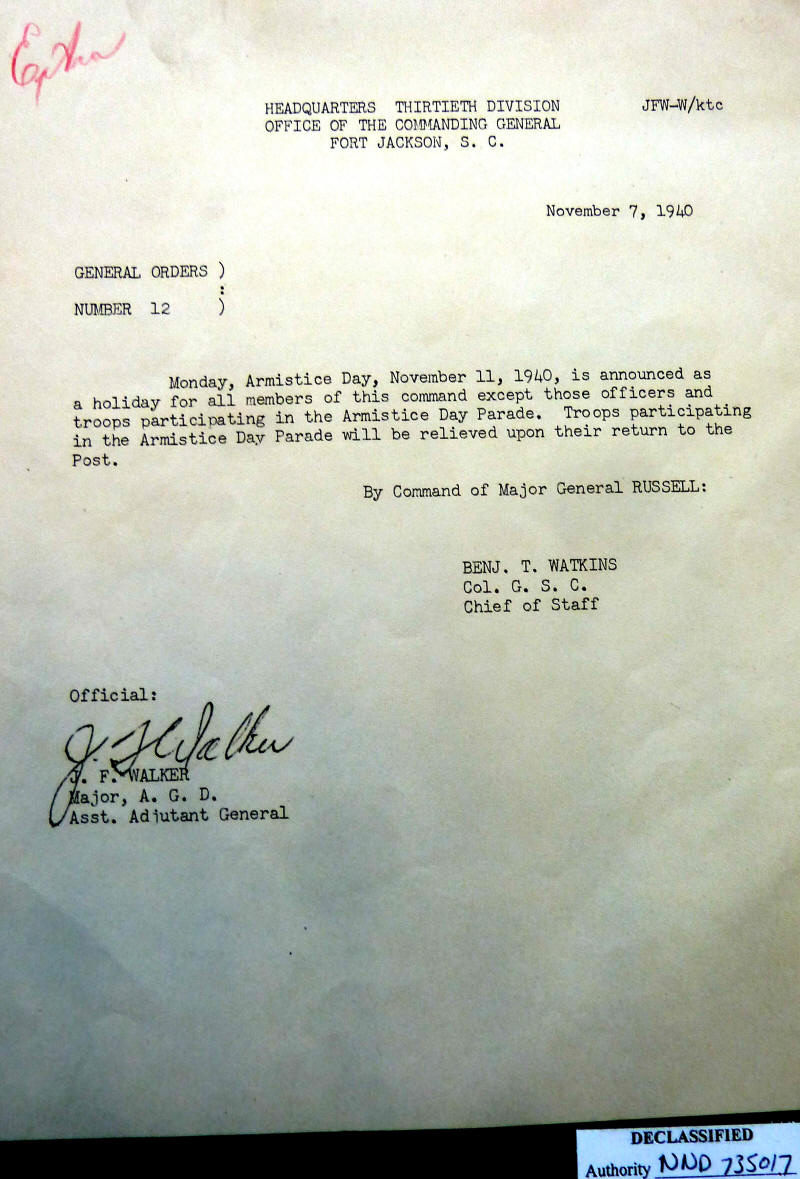 HEADQUARTERS THIRTIETH DIVISION JFW-W/ktc
OFFICE OF THE COMMANDING GENERAL
FORT JACKSON, S. C.
November 7, 1940
GENERAL ORDERS )
:
NUMBER 12 )
Monday, Armistice Day, November 11, 1940, is announced as
a holiday for all members of this command except those officers and
troops participating in the Armistice Day Parade. Troops participating
in the Armistice Day Parade will be relieved upon their return to the
Post.
By Command of Major General RUSSELL:
BENJ. T. WATKINS
Col. G. S. C.
Chief of Staff
Official:
J. F. Walker
J. F. WALKER
Major, A. G. D.
Asst. Adjutant General
DECLASSIFIED
Authority NND 735017